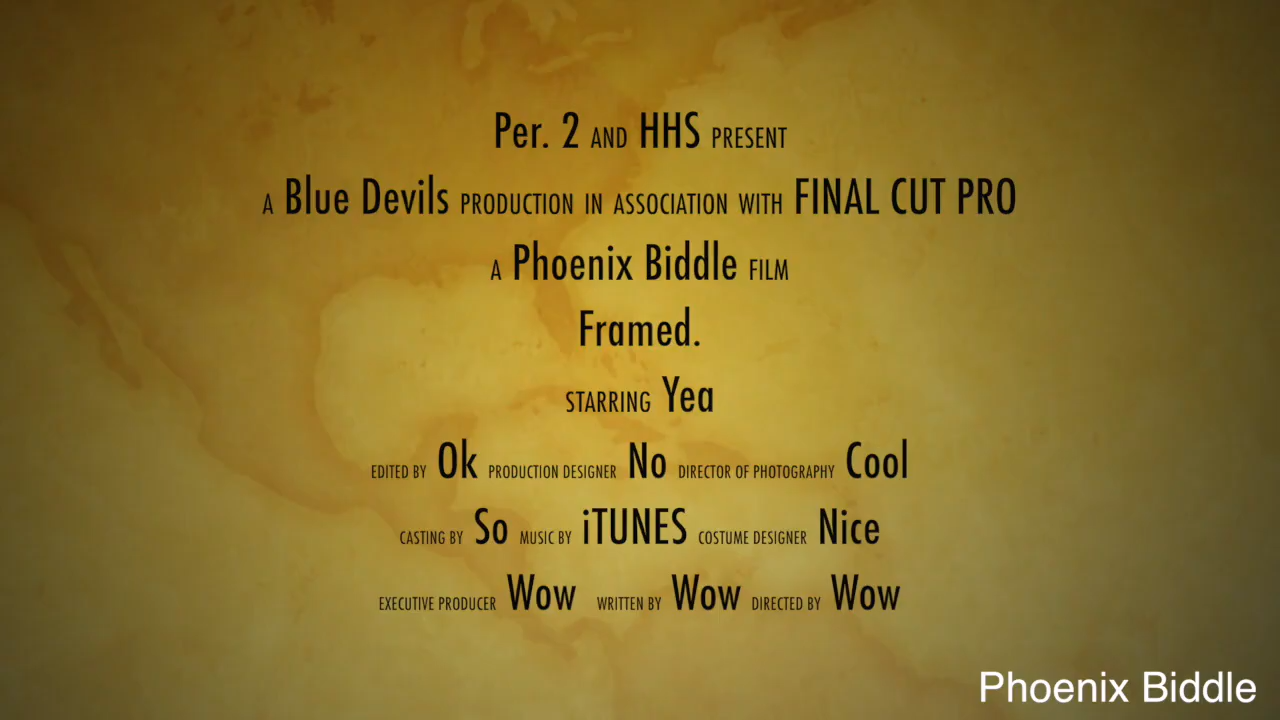 Per. 2 AND HHS PRESENT
A Blue Devils PRODUCTION IN ASSOCIATION WITH FINAL CUT PRO
A Phoenix Biddle FILM
Framed.
STARRING Yea
EDITED BY Ok PRODUCTION DESIGNER No DIRECTOR OF PHOTOGRAPHY Cool
CASTING BY So MUSIC BY iTUNES COSTUME DESIGNER Nice
EXECUTIVE PRODUCER Wow WRITTEN BY Wow DIRECTED BY Wow
Phoenix Biddle